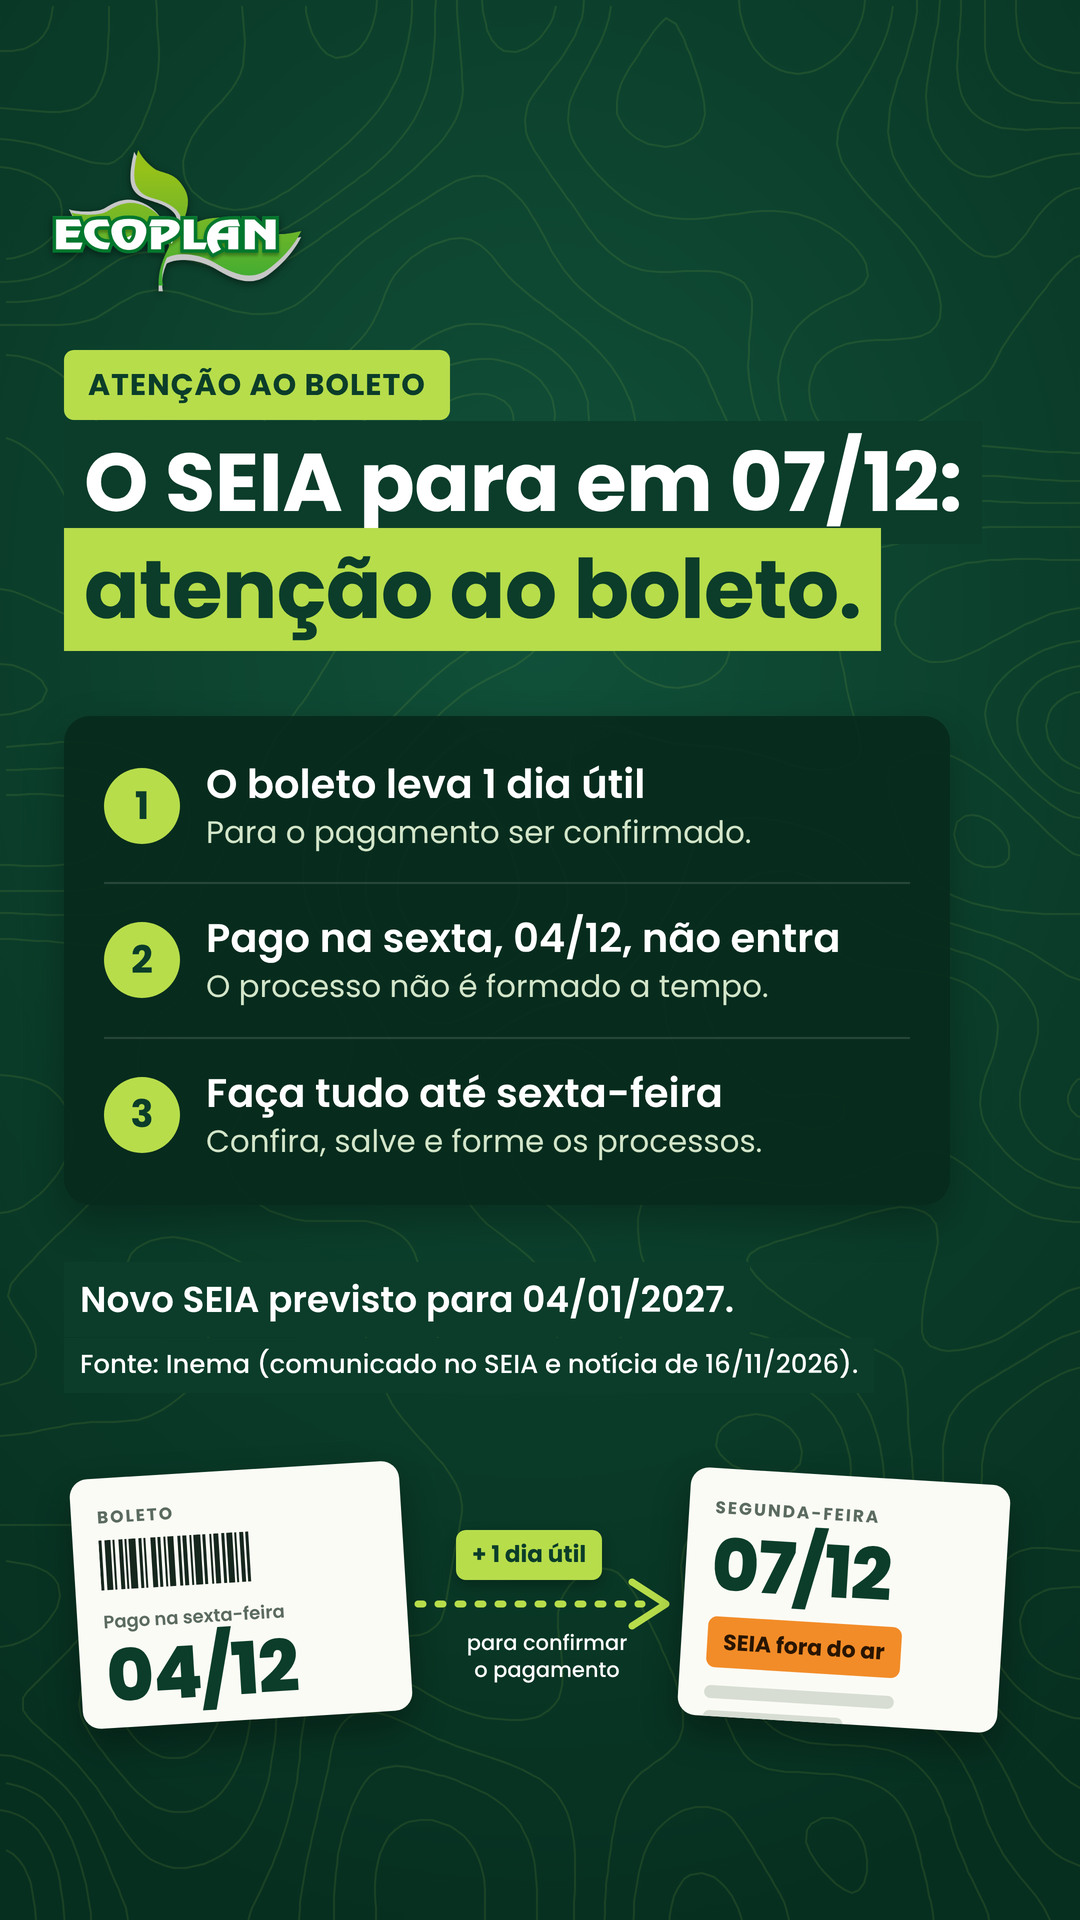 ECOPLAN
ATENÇÃO AO BOLETO
O SEIA para em 07/12:
atenção ao boleto.
1
O boleto leva 1 dia útil
Para o pagamento ser confirmado.
2
Pago na sexta, 04/12, não entra
O processo não é formado a tempo.
3
Faça tudo até sexta-feira
Confira, salve e forme os processos.
Novo SEIA previsto para 04/01/2027.
Fonte: Inema (comunicado no SEIA e notícia de 16/11/2026).
BOLETO
Pago na sexta-feira
04/12
+ 1 dia útil
para confirmar
o pagamento
SEGUNDA-FEIRA
07/12
SEIA fora do ar